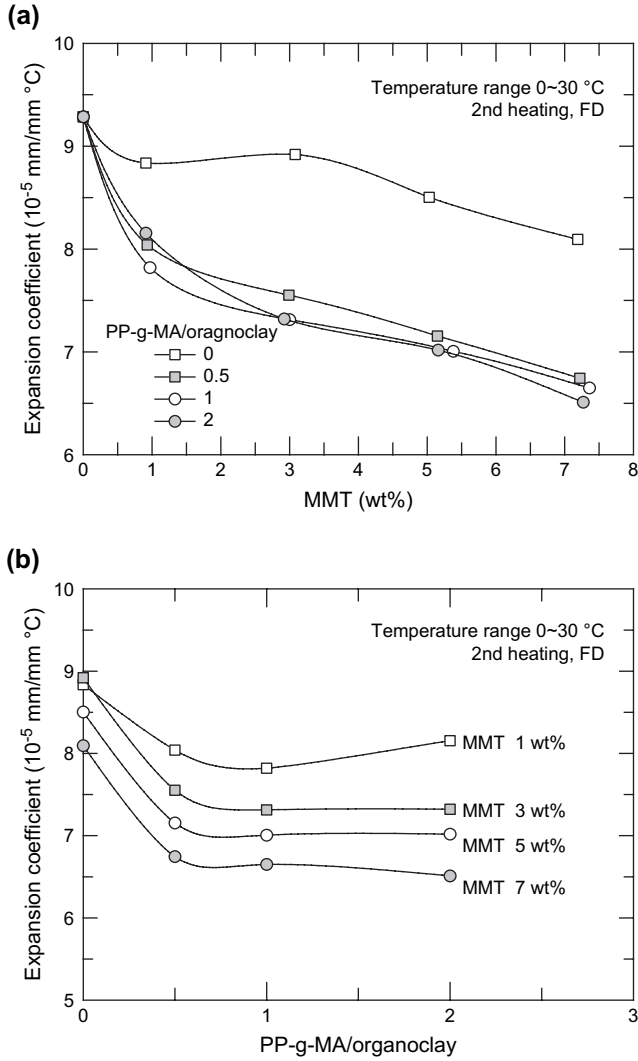 (a)
10
9
8
7
6
Expansion coefficient (10⁻⁵ mm/mm °C)
Temperature range 0~30 °C
2nd heating, FD
PP-g-MA/oragnoclay
0
0.5
1
2
0 1 2 3 4 5 6 7 8
MMT (wt%)
(b)
10
9
8
7
6
5
Expansion coefficient (10⁻⁵ mm/mm °C)
Temperature range 0~30 °C
2nd heating, FD
MMT 1 wt%
MMT 3 wt%
MMT 5 wt%
MMT 7 wt%
0 1 2 3
PP-g-MA/organoclay